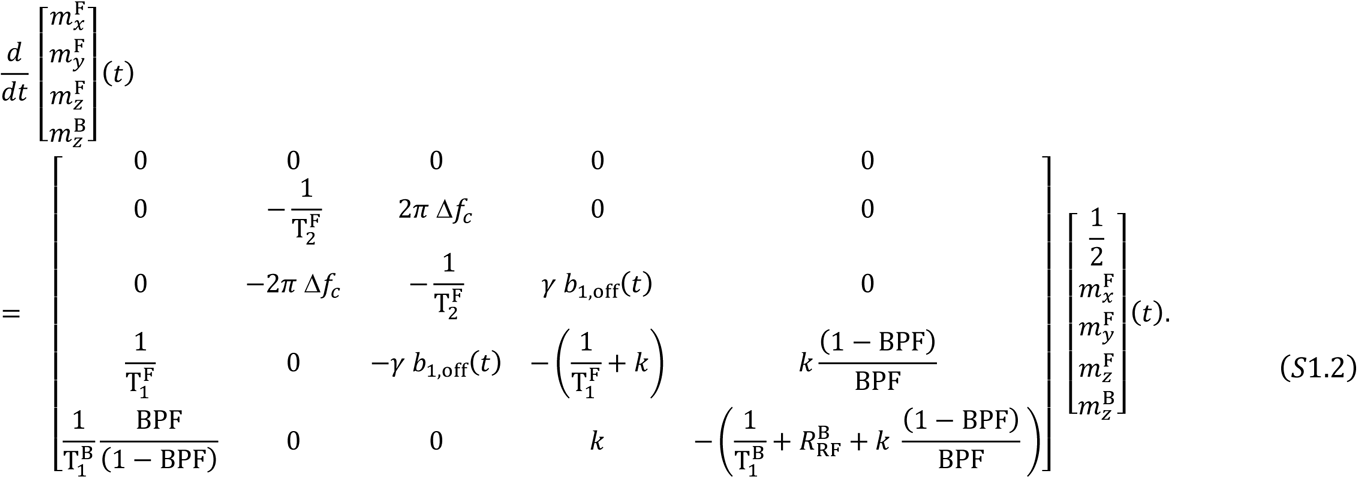 \frac{d}{dt} \begin{bmatrix} m_x^{\mathrm{F}} \\ m_y^{\mathrm{F}} \\ m_z^{\mathrm{F}} \\ m_z^{\mathrm{B}} \end{bmatrix}(t)
= \begin{bmatrix} 0 & 0 & 0 & 0 & 0 \\ 0 & -\frac{1}{\mathrm{T}_2^{\mathrm{F}}} & 2\pi\,\Delta f_c & 0 & 0 \\ 0 & -2\pi\,\Delta f_c & -\frac{1}{\mathrm{T}_2^{\mathrm{F}}} & \gamma\, b_{1,\mathrm{off}}(t) & 0 \\ \frac{1}{\mathrm{T}_1^{\mathrm{F}}} & 0 & -\gamma\, b_{1,\mathrm{off}}(t) & -\left(\frac{1}{\mathrm{T}_1^{\mathrm{F}}} + k\right) & k\frac{(1-\mathrm{BPF})}{\mathrm{BPF}} \\ \frac{1}{\mathrm{T}_1^{\mathrm{B}}}\frac{\mathrm{BPF}}{(1-\mathrm{BPF})} & 0 & 0 & k & -\left(\frac{1}{\mathrm{T}_1^{\mathrm{B}}} + R_{\mathrm{RF}}^{\mathrm{B}} + k\,\frac{(1-\mathrm{BPF})}{\mathrm{BPF}}\right) \end{bmatrix} \begin{bmatrix} \frac{1}{2} \\ m_x^{\mathrm{F}} \\ m_y^{\mathrm{F}} \\ m_z^{\mathrm{F}} \\ m_z^{\mathrm{B}} \end{bmatrix}(t). (S1.2)